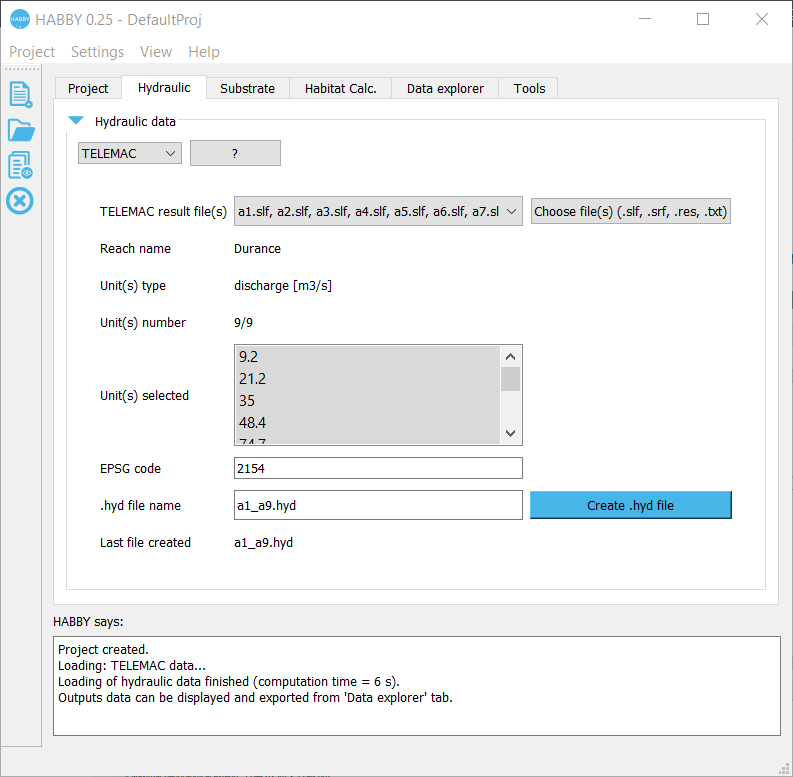 HABBY 0.25 - DefaultProj
Project Settings View Help
Project Hydraulic Substrate Habitat Calc. Data explorer Tools
Hydraulic data
TELEMAC ?
TELEMAC result file(s) a1.slf, a2.slf, a3.slf, a4.slf, a5.slf, a6.slf, a7.sl Choose file(s) (.slf, .srf, .res, .txt)
Reach name Durance
Unit(s) type discharge [m3/s]
Unit(s) number 9/9
9.2
21.2
35
Unit(s) selected
48.4
74.7
EPSG code 2154
.hyd file name a1_a9.hyd Create .hyd file
Last file created a1_a9.hyd
HABBY says:
Project created.
Loading: TELEMAC data...
Loading of hydraulic data finished (computation time = 6 s).
Outputs data can be displayed and exported from 'Data explorer' tab.